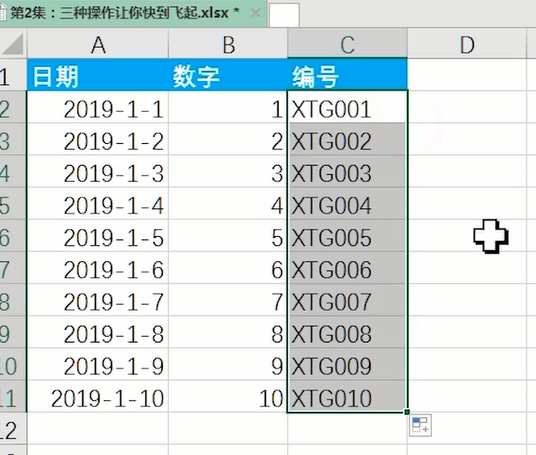 第2集：三种操作让你快到飞起.xlsx *
A B C D
1 日期 数字 编号
2 2019-1-1 1 XTG001
3 2019-1-2 2 XTG002
4 2019-1-3 3 XTG003
5 2019-1-4 4 XTG004
6 2019-1-5 5 XTG005
7 2019-1-6 6 XTG006
8 2019-1-7 7 XTG007
9 2019-1-8 8 XTG008
10 2019-1-9 9 XTG009
11 2019-1-10 10 XTG010
12